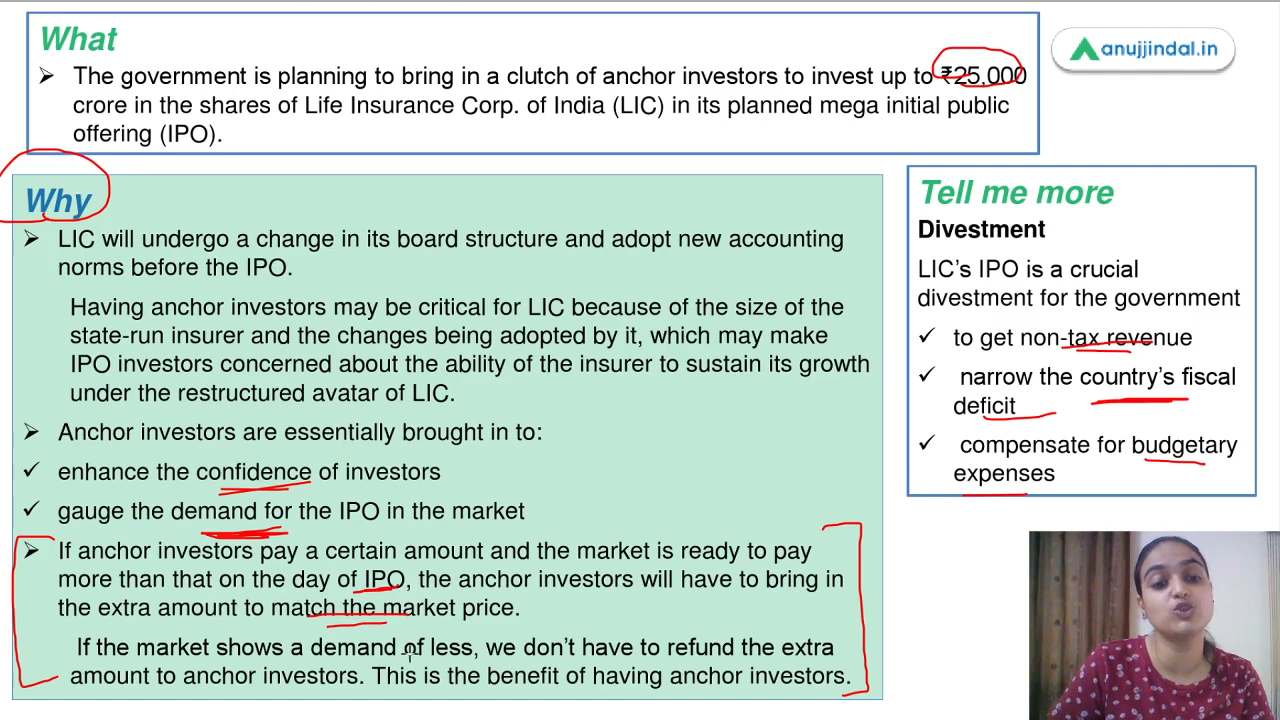 What
➢ The government is planning to bring in a clutch of anchor investors to invest up to ₹25,000
crore in the shares of Life Insurance Corp. of India (LIC) in its planned mega initial public
offering (IPO).
anujjindal.in
Why
➢ LIC will undergo a change in its board structure and adopt new accounting
norms before the IPO.
Having anchor investors may be critical for LIC because of the size of the
state-run insurer and the changes being adopted by it, which may make
IPO investors concerned about the ability of the insurer to sustain its growth
under the restructured avatar of LIC.
➢ Anchor investors are essentially brought in to:
✓ enhance the confidence of investors
✓ gauge the demand for the IPO in the market
➢ If anchor investors pay a certain amount and the market is ready to pay
more than that on the day of IPO, the anchor investors will have to bring in
the extra amount to match the market price.
If the market shows a demand of less, we don't have to refund the extra
amount to anchor investors. This is the benefit of having anchor investors.
Tell me more
Divestment
LIC's IPO is a crucial
divestment for the government
✓ to get non-tax revenue
✓ narrow the country's fiscal
deficit
✓ compensate for budgetary
expenses